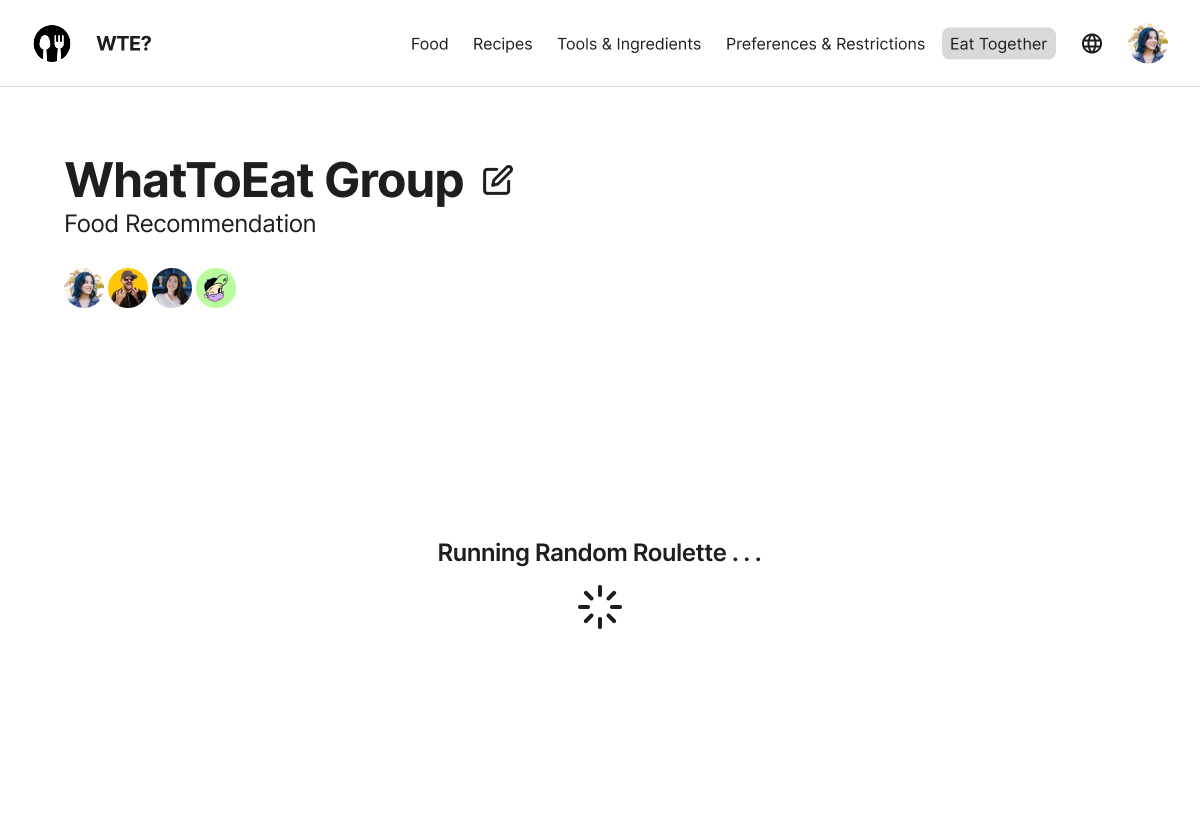 WTE?
Food
Recipes
Tools & Ingredients
Preferences & Restrictions
Eat Together
WhatToEat Group
Food Recommendation
Running Random Roulette . . .